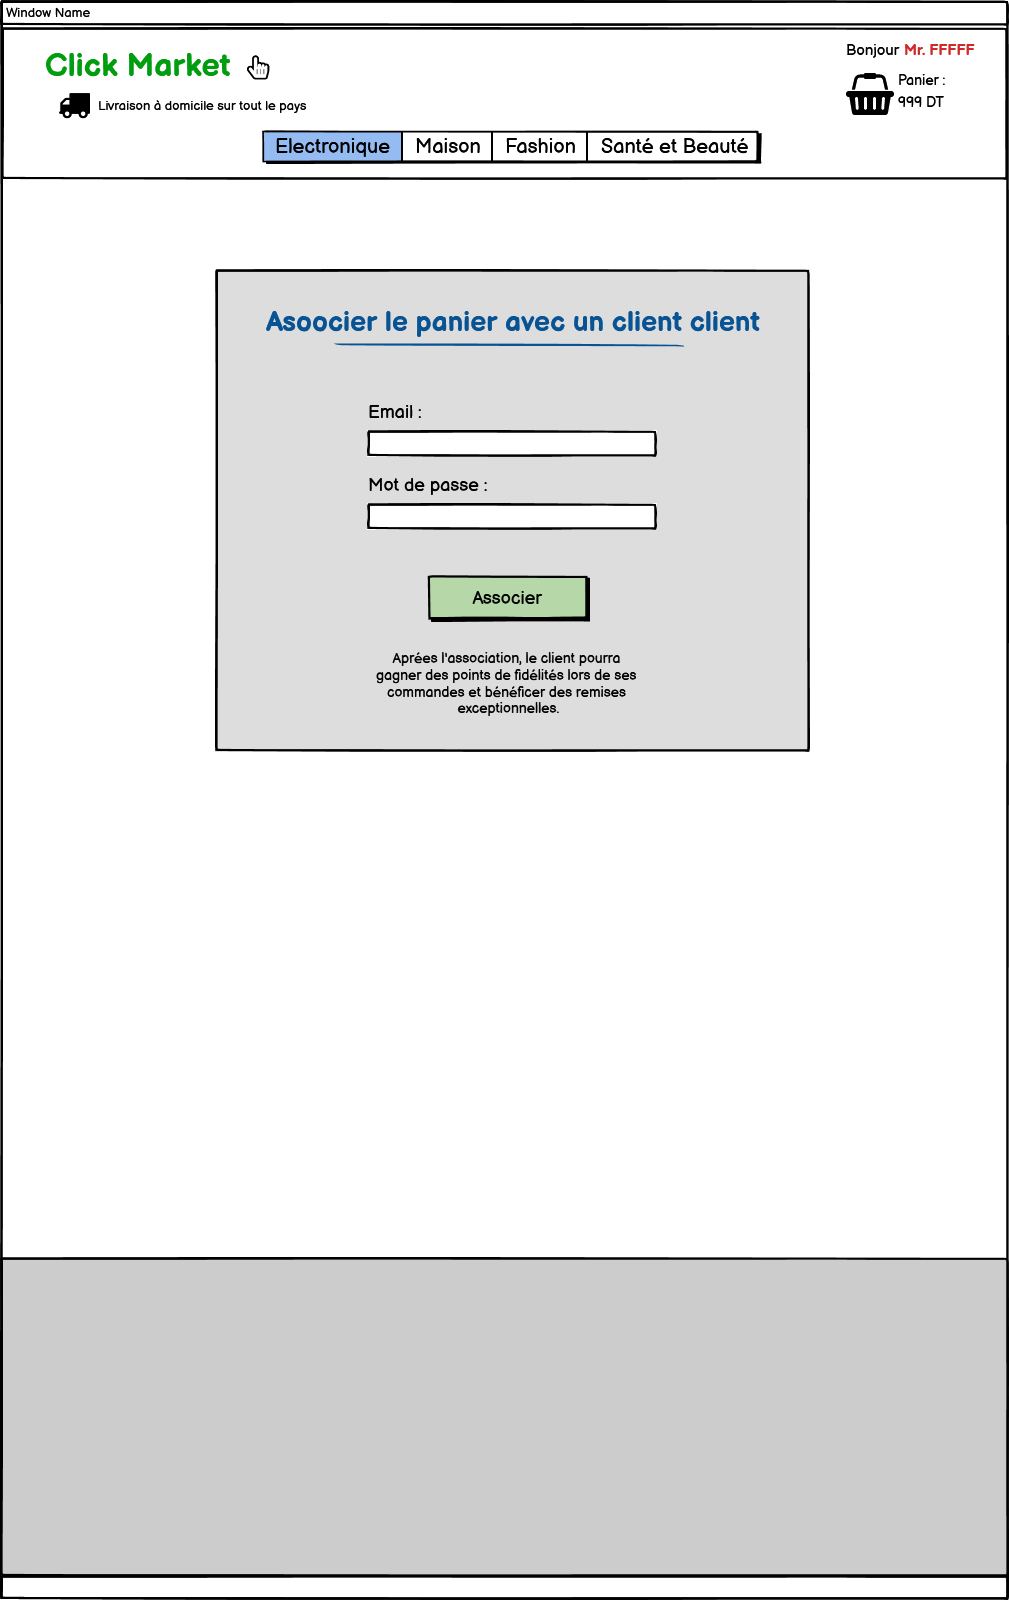 Window Name
Click Market
Bonjour Mr. FFFFF
Livraison à domicile sur tout le pays
Panier :
999 DT
Electronique Maison Fashion Santé et Beauté
Asoocier le panier avec un client client
Email :
Mot de passe :
Associer
Aprées l'association, le client pourra
gagner des points de fidélités lors de ses
commandes et bénéficer des remises
exceptionnelles.